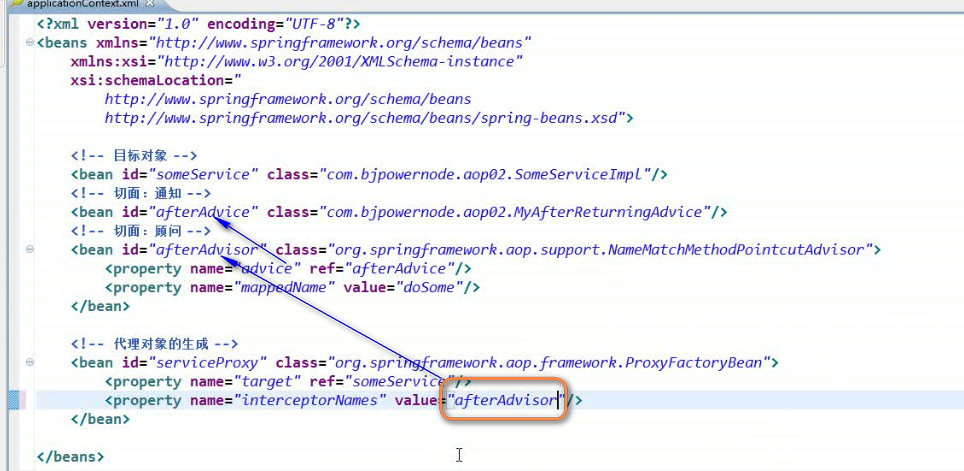 applicationContext.xml
<?xml version="1.0" encoding="UTF-8"?>
<beans xmlns="http://www.springframework.org/schema/beans"
xmlns:xsi="http://www.w3.org/2001/XMLSchema-instance"
xsi:schemaLocation="
http://www.springframework.org/schema/beans
http://www.springframework.org/schema/beans/spring-beans.xsd">
<!-- 目标对象 -->
<bean id="someService" class="com.bjpowernode.aop02.SomeServiceImpl"/>
<!-- 切面：通知 -->
<bean id="afterAdvice" class="com.bjpowernode.aop02.MyAfterReturningAdvice"/>
<!-- 切面：顾问 -->
<bean id="afterAdvisor" class="org.springframework.aop.support.NameMatchMethodPointcutAdvisor">
<property name="advice" ref="afterAdvice"/>
<property name="mappedName" value="doSome"/>
</bean>
<!-- 代理对象的生成 -->
<bean id="serviceProxy" class="org.springframework.aop.framework.ProxyFactoryBean">
<property name="target" ref="someService"/>
<property name="interceptorNames" value="afterAdvisor"/>
</bean>
</beans>